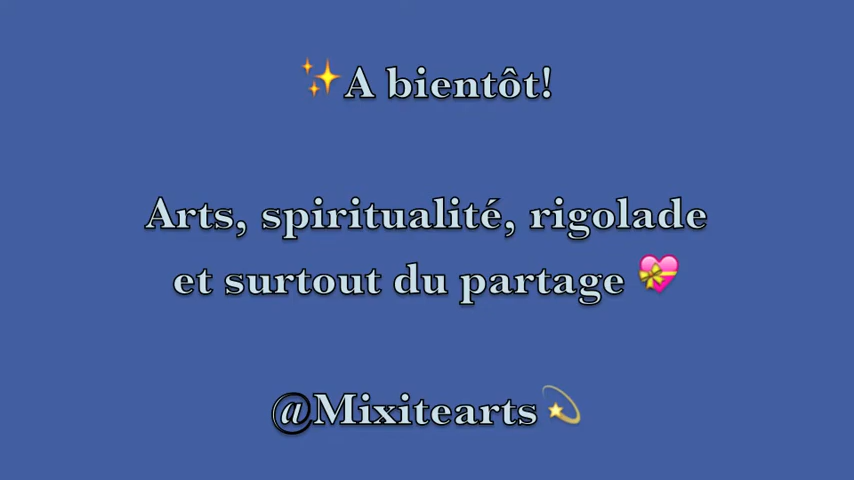 ✨A bientôt!
Arts, spiritualité, rigolade
et surtout du partage 💝
@Mixitearts💫